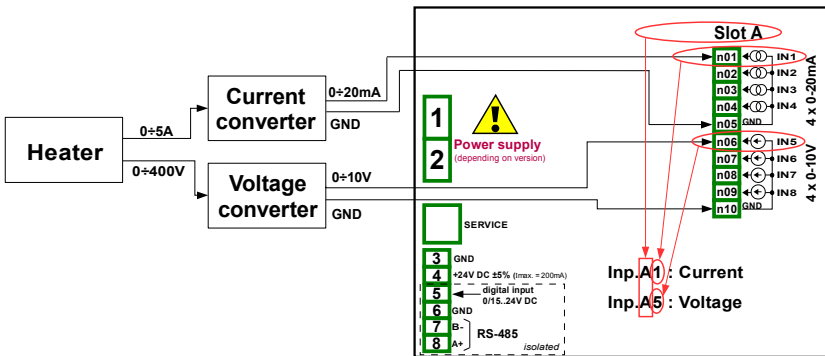 Heater
0÷5A
0÷400V
Current
converter
0÷20mA
GND
Voltage
converter
0÷10V
GND
1
2
Power supply
(depending on version)
SERVICE
3 GND
4 +24V DC ±5% (Imax. = 200mA)
5 digital input
0/15..24V DC
6 GND
7 B-
8 A+
RS-485
isolated
Slot A
n01 IN1
n02 IN2
n03 IN3
n04 IN4
n05 GND
4 x 0-20mA
n06 IN5
n07 IN6
n08 IN7
n09 IN8
n10 GND
4 x 0-10V
Inp.A1 : Current
Inp.A5 : Voltage